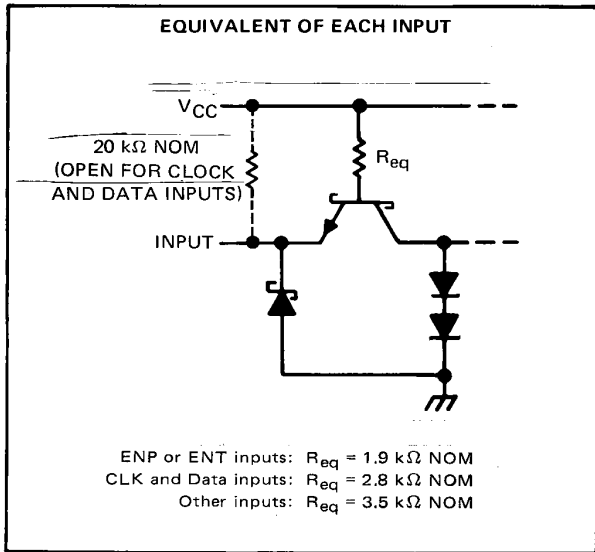 EQUIVALENT OF EACH INPUT
VCC
20 kΩ NOM
(OPEN FOR CLOCK
AND DATA INPUTS)
Req
INPUT
ENP or ENT inputs: Req = 1.9 kΩ NOM
CLK and Data inputs: Req = 2.8 kΩ NOM
Other inputs: Req = 3.5 kΩ NOM